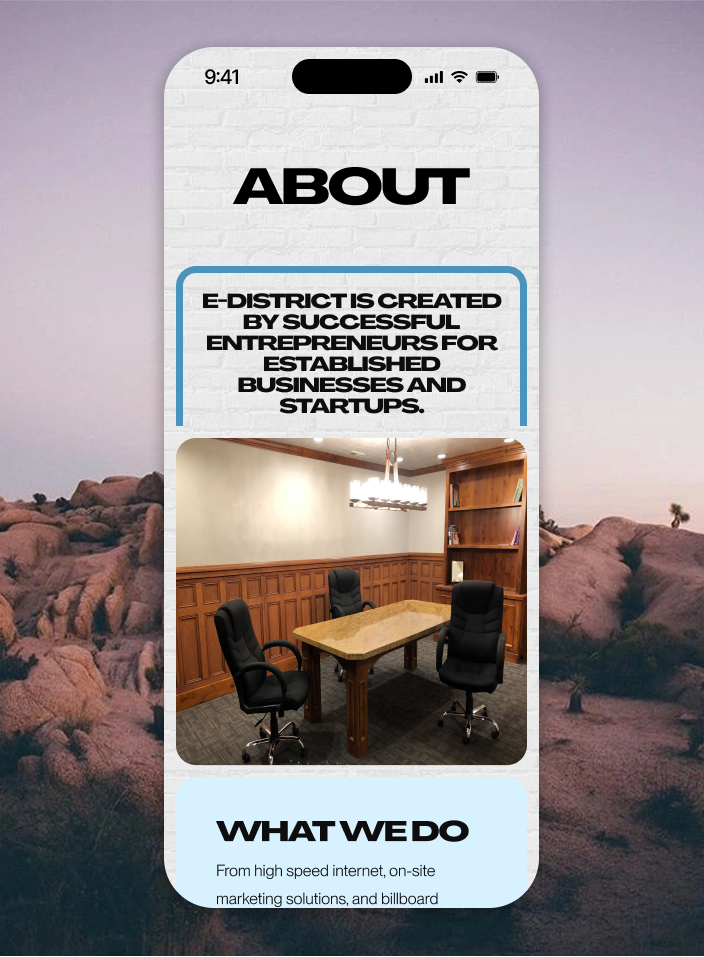 9:41
ABOUT
E-DISTRICT IS CREATED
BY SUCCESSFUL
ENTREPRENEURS FOR
ESTABLISHED
BUSINESSES AND
STARTUPS.
WHAT WE DO
From high speed internet, on-site
marketing solutions, and billboard